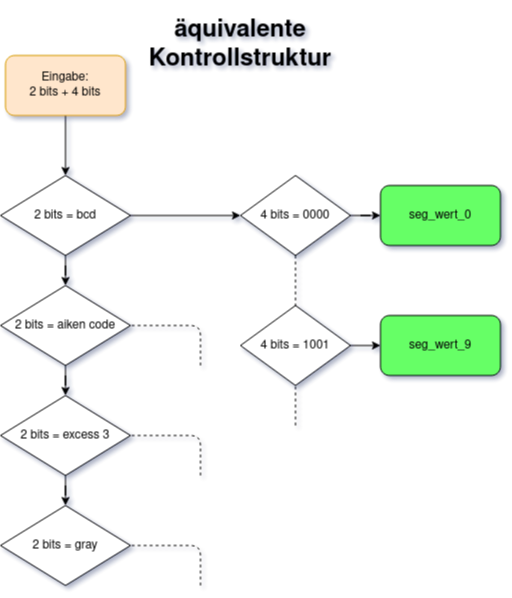 äquivalente
Kontrollstruktur
Eingabe:
2 bits + 4 bits
2 bits = bcd
4 bits = 0000
seg_wert_0
2 bits = aiken code
4 bits = 1001
seg_wert_9
2 bits = excess 3
2 bits = gray